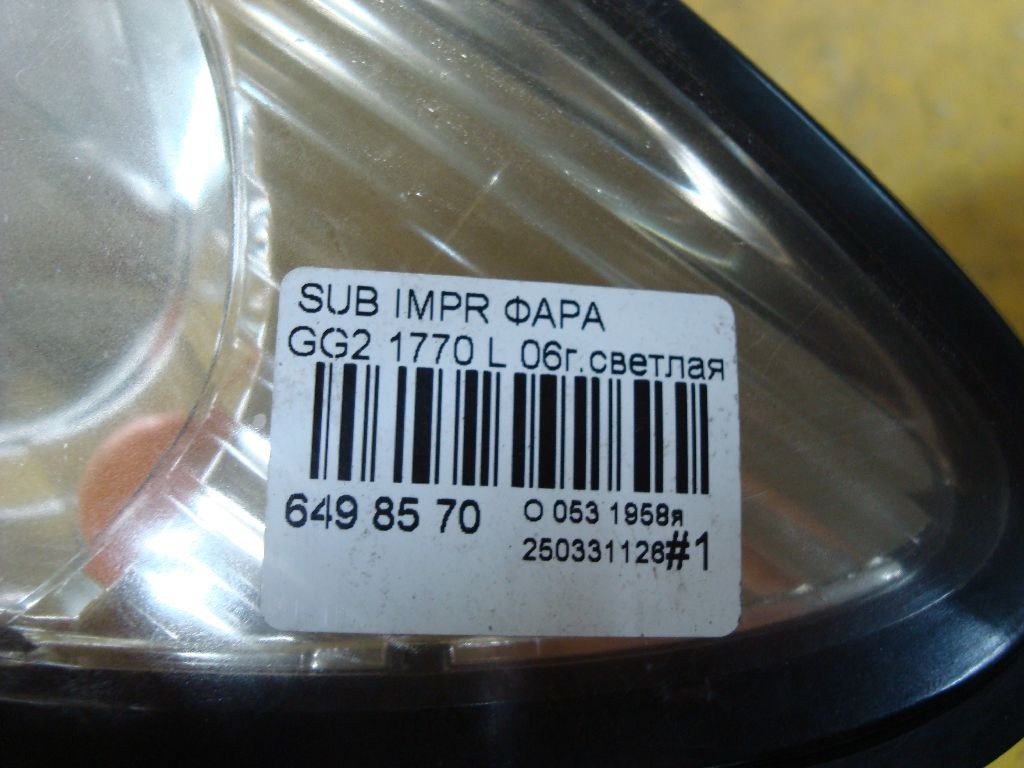 SUB IMPR ФАРА
GG2 1770 L 06г.светлая
649 85 70
О 053 1958я
250331126#1